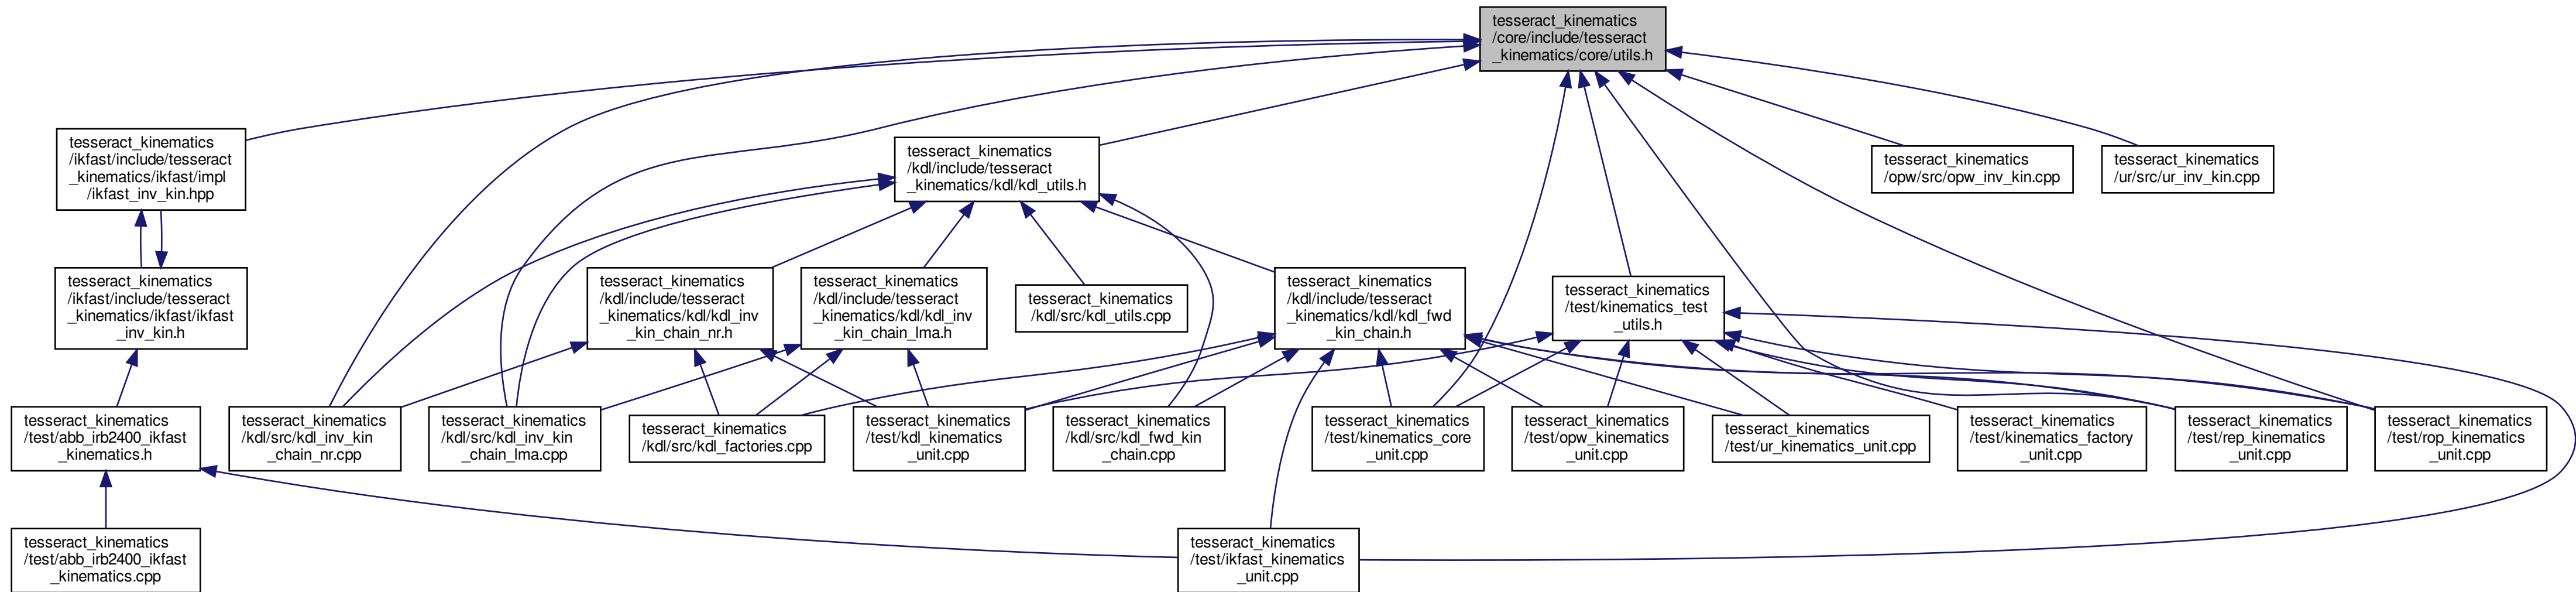 tesseract_kinematics
/core/include/tesseract
_kinematics/core/utils.h
tesseract_kinematics
/ikfast/include/tesseract
_kinematics/ikfast/impl
/ikfast_inv_kin.hpp
tesseract_kinematics
/kdl/include/tesseract
_kinematics/kdl/kdl_utils.h
tesseract_kinematics
/opw/src/opw_inv_kin.cpp
tesseract_kinematics
/ur/src/ur_inv_kin.cpp
tesseract_kinematics
/ikfast/include/tesseract
_kinematics/ikfast/ikfast
_inv_kin.h
tesseract_kinematics
/kdl/include/tesseract
_kinematics/kdl/kdl_inv
_kin_chain_nr.h
tesseract_kinematics
/kdl/include/tesseract
_kinematics/kdl/kdl_inv
_kin_chain_lma.h
tesseract_kinematics
/kdl/src/kdl_utils.cpp
tesseract_kinematics
/kdl/include/tesseract
_kinematics/kdl/kdl_fwd
_kin_chain.h
tesseract_kinematics
/test/kinematics_test
_utils.h
tesseract_kinematics
/test/abb_irb2400_ikfast
_kinematics.h
tesseract_kinematics
/kdl/src/kdl_inv_kin
_chain_nr.cpp
tesseract_kinematics
/kdl/src/kdl_inv_kin
_chain_lma.cpp
tesseract_kinematics
/kdl/src/kdl_factories.cpp
tesseract_kinematics
/test/kdl_kinematics
_unit.cpp
tesseract_kinematics
/kdl/src/kdl_fwd_kin
_chain.cpp
tesseract_kinematics
/test/kinematics_core
_unit.cpp
tesseract_kinematics
/test/opw_kinematics
_unit.cpp
tesseract_kinematics
/test/ur_kinematics_unit.cpp
tesseract_kinematics
/test/kinematics_factory
_unit.cpp
tesseract_kinematics
/test/rep_kinematics
_unit.cpp
tesseract_kinematics
/test/rop_kinematics
_unit.cpp
tesseract_kinematics
/test/abb_irb2400_ikfast
_kinematics.cpp
tesseract_kinematics
/test/ikfast_kinematics
_unit.cpp